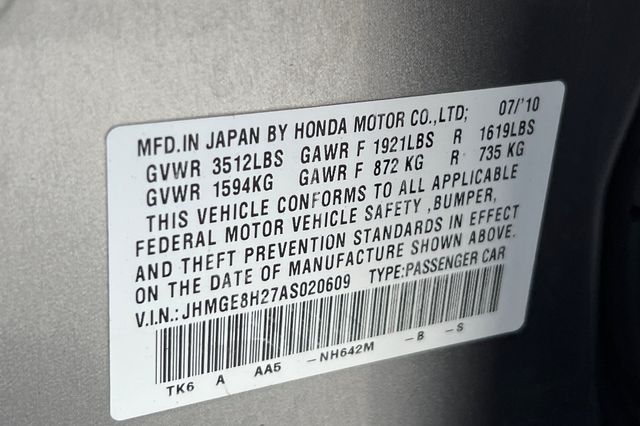 MFD.IN JAPAN BY HONDA MOTOR CO.,LTD; 07/'10
GVWR 3512LBS GAWR F 1921LBS R 1619LBS
GVWR 1594KG GAWR F 872 KG R 735 KG
THIS VEHICLE CONFORMS TO ALL APPLICABLE
FEDERAL MOTOR VEHICLE SAFETY ,BUMPER,
AND THEFT PREVENTION STANDARDS IN EFFECT
ON THE DATE OF MANUFACTURE SHOWN ABOVE.
V.I.N.: JHMGE8H27AS020609 TYPE:PASSENGER CAR
TK6 A AA5 -NH642M -B -S